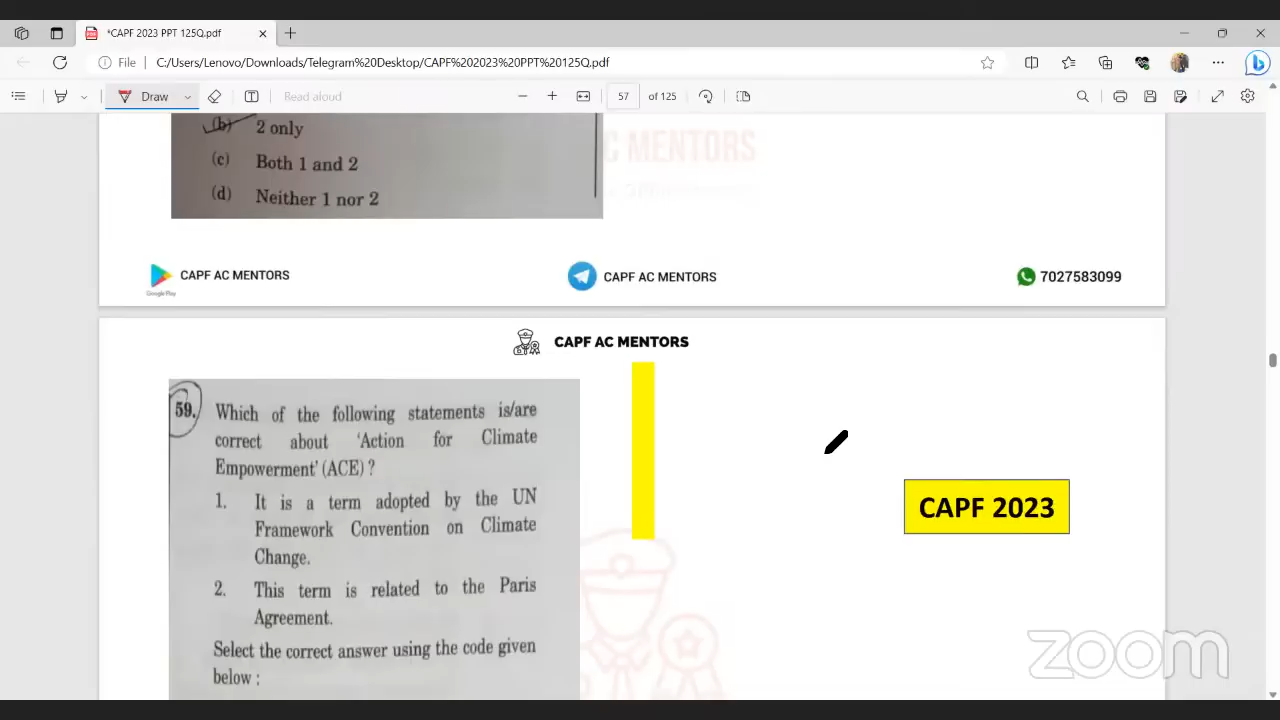 *CAPF 2023 PPT 125Q.pdf
File
C:/Users/Lenovo/Downloads/Telegram%20Desktop/CAPF%202023%20PPT%20125Q.pdf
Draw
Read aloud
57
of 125
(b) 2 only
(c) Both 1 and 2
(d) Neither 1 nor 2
C MENTORS
CAPF AC MENTORS
Google Play
CAPF AC MENTORS
7027583099
CAPF AC MENTORS
59. Which of the following statements is/are
correct about 'Action for Climate
Empowerment' (ACE) ?
1. It is a term adopted by the UN
Framework Convention on Climate
Change.
2. This term is related to the Paris
Agreement.
Select the correct answer using the code given
below :
CAPF 2023
zoom